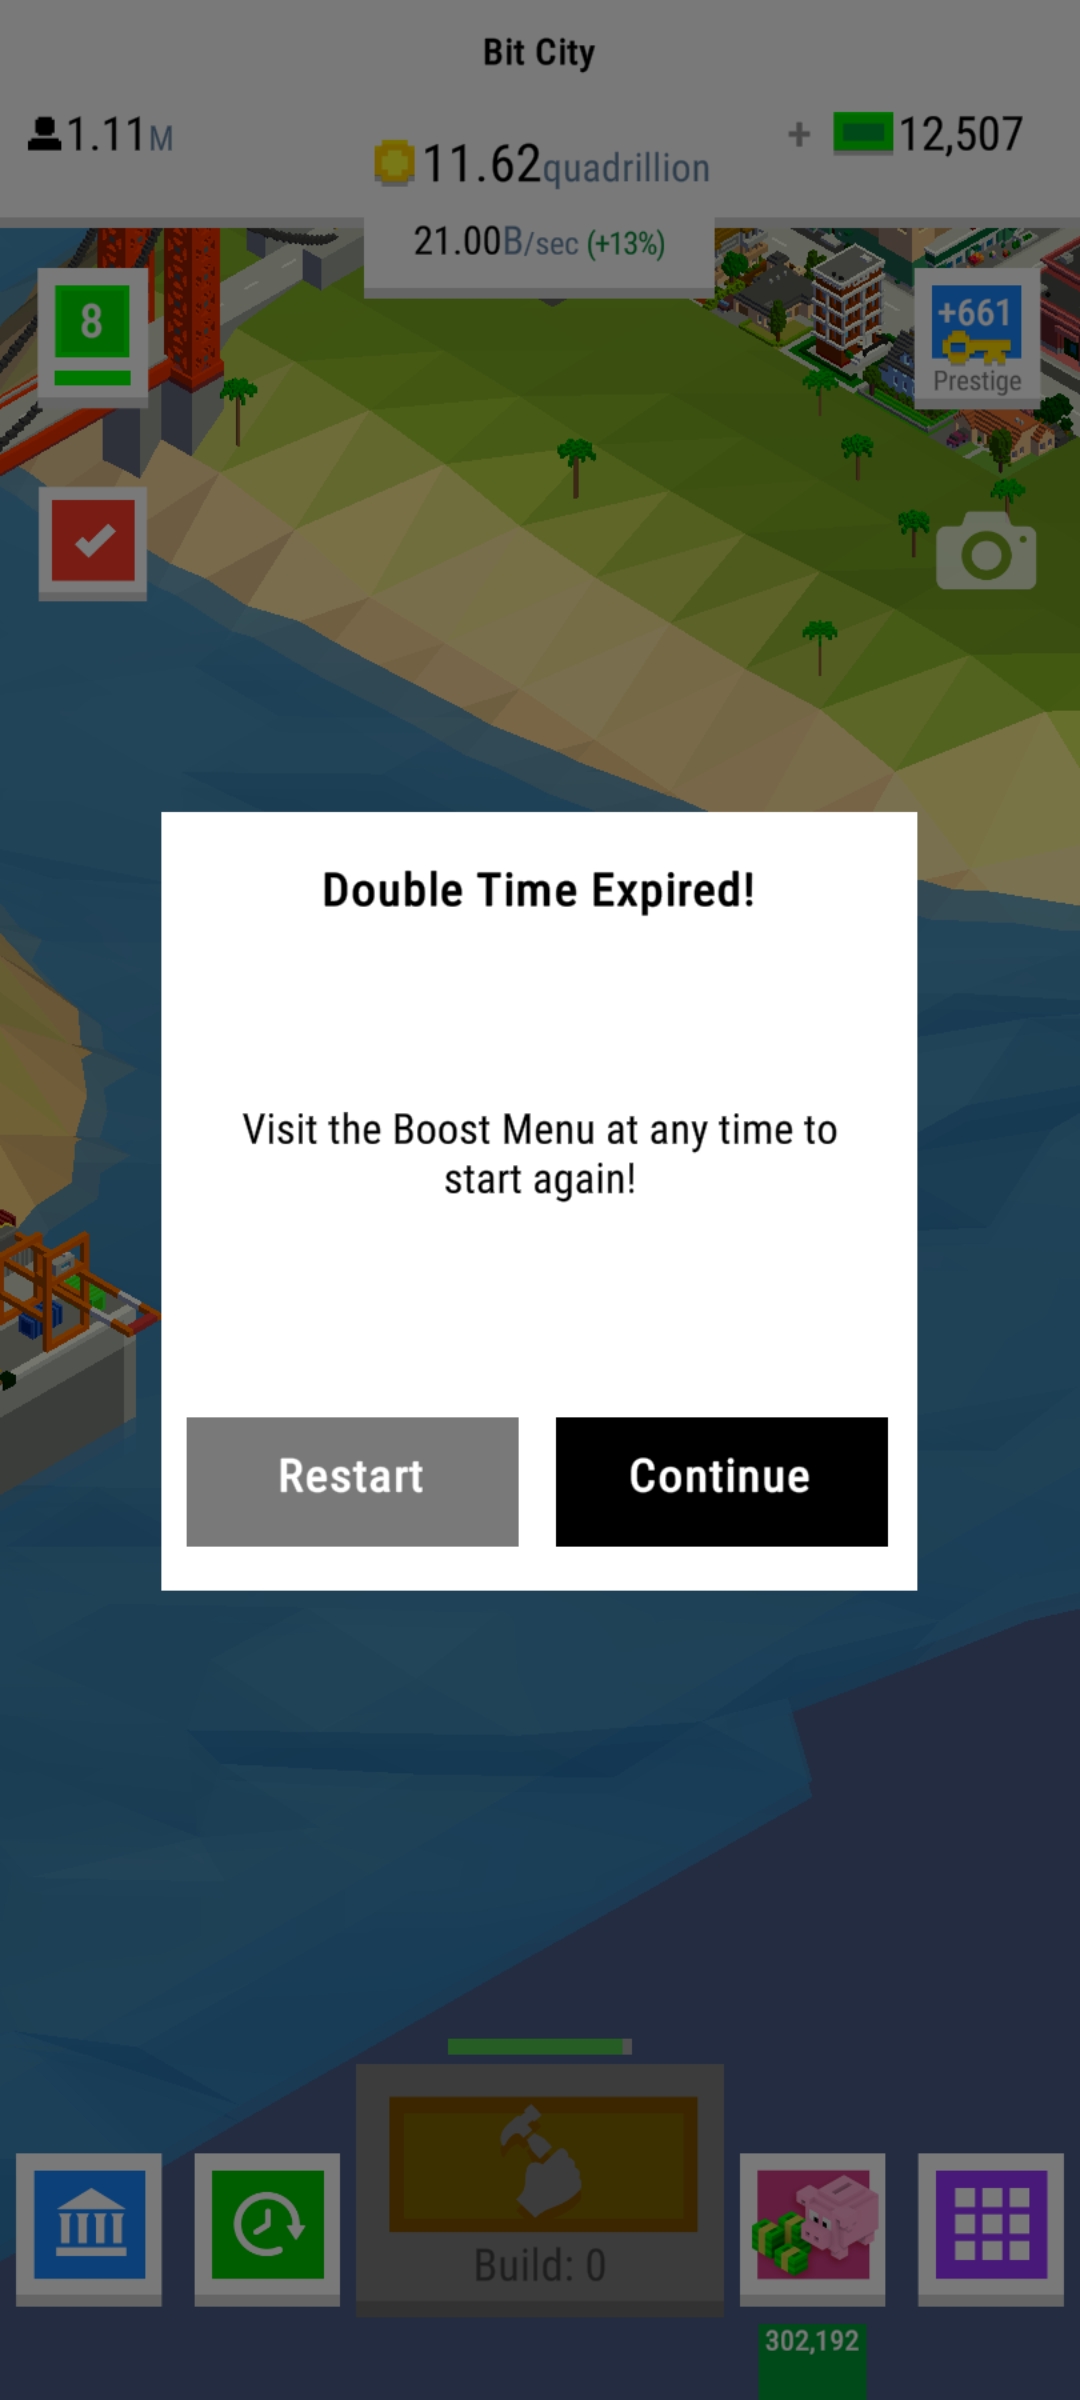 Bit City
1.11M
11.62quadrillion
+ 12,507
21.00B/sec (+13%)
8
+661
Prestige
Double Time Expired!
Visit the Boost Menu at any time to
start again!
Restart
Continue
Build: 0
302,192